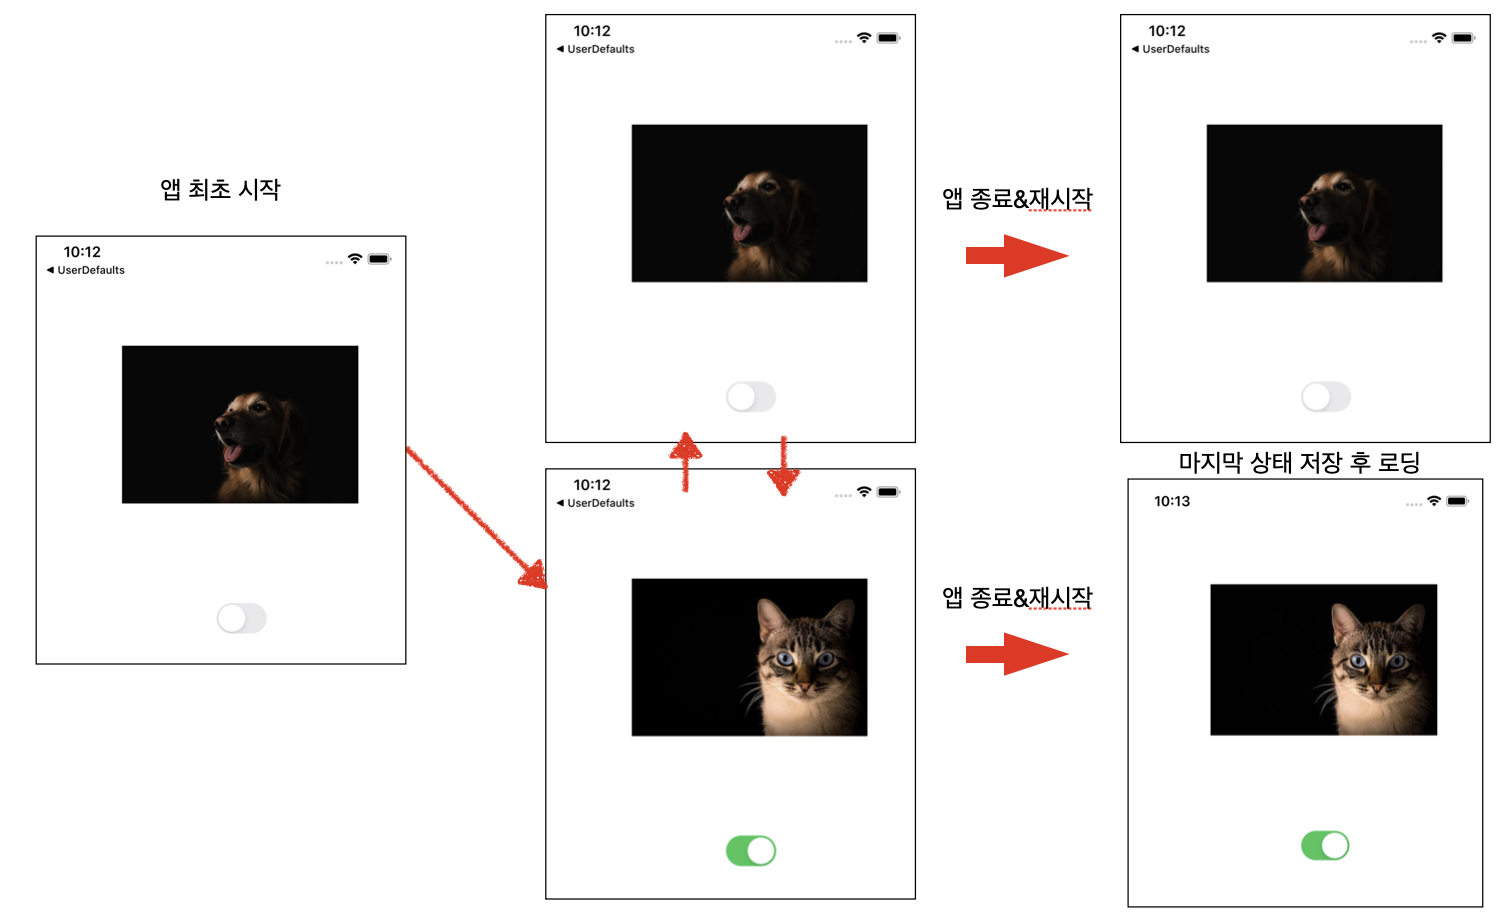 앱 최초 시작
10:12
◀ UserDefaults
10:12
◀ UserDefaults
10:12
◀ UserDefaults
앱 종료&재시작
앱 종료&재시작
10:12
◀ UserDefaults
마지막 상태 저장 후 로딩
10:13